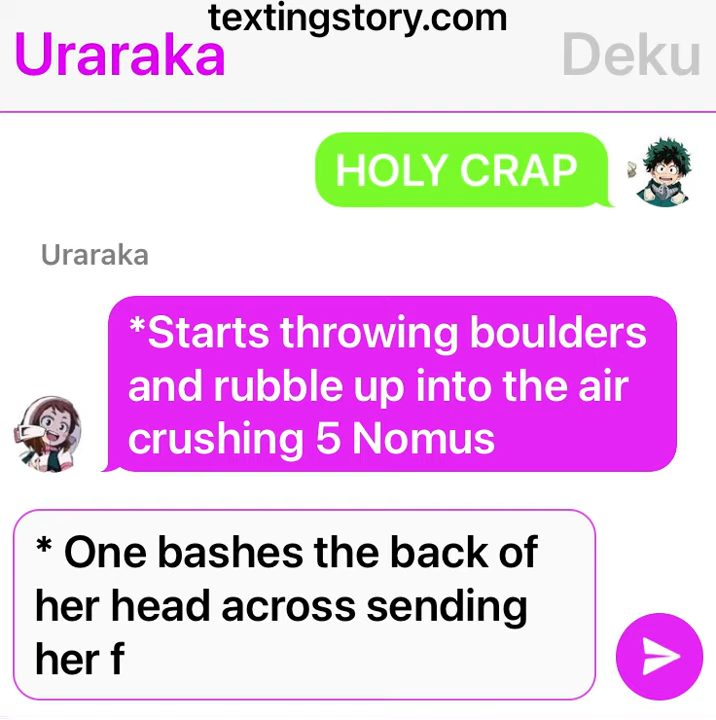 textingstory.com
Uraraka
Deku
HOLY CRAP
Uraraka
*Starts throwing boulders
and rubble up into the air
crushing 5 Nomus
* One bashes the back of
her head across sending
her f